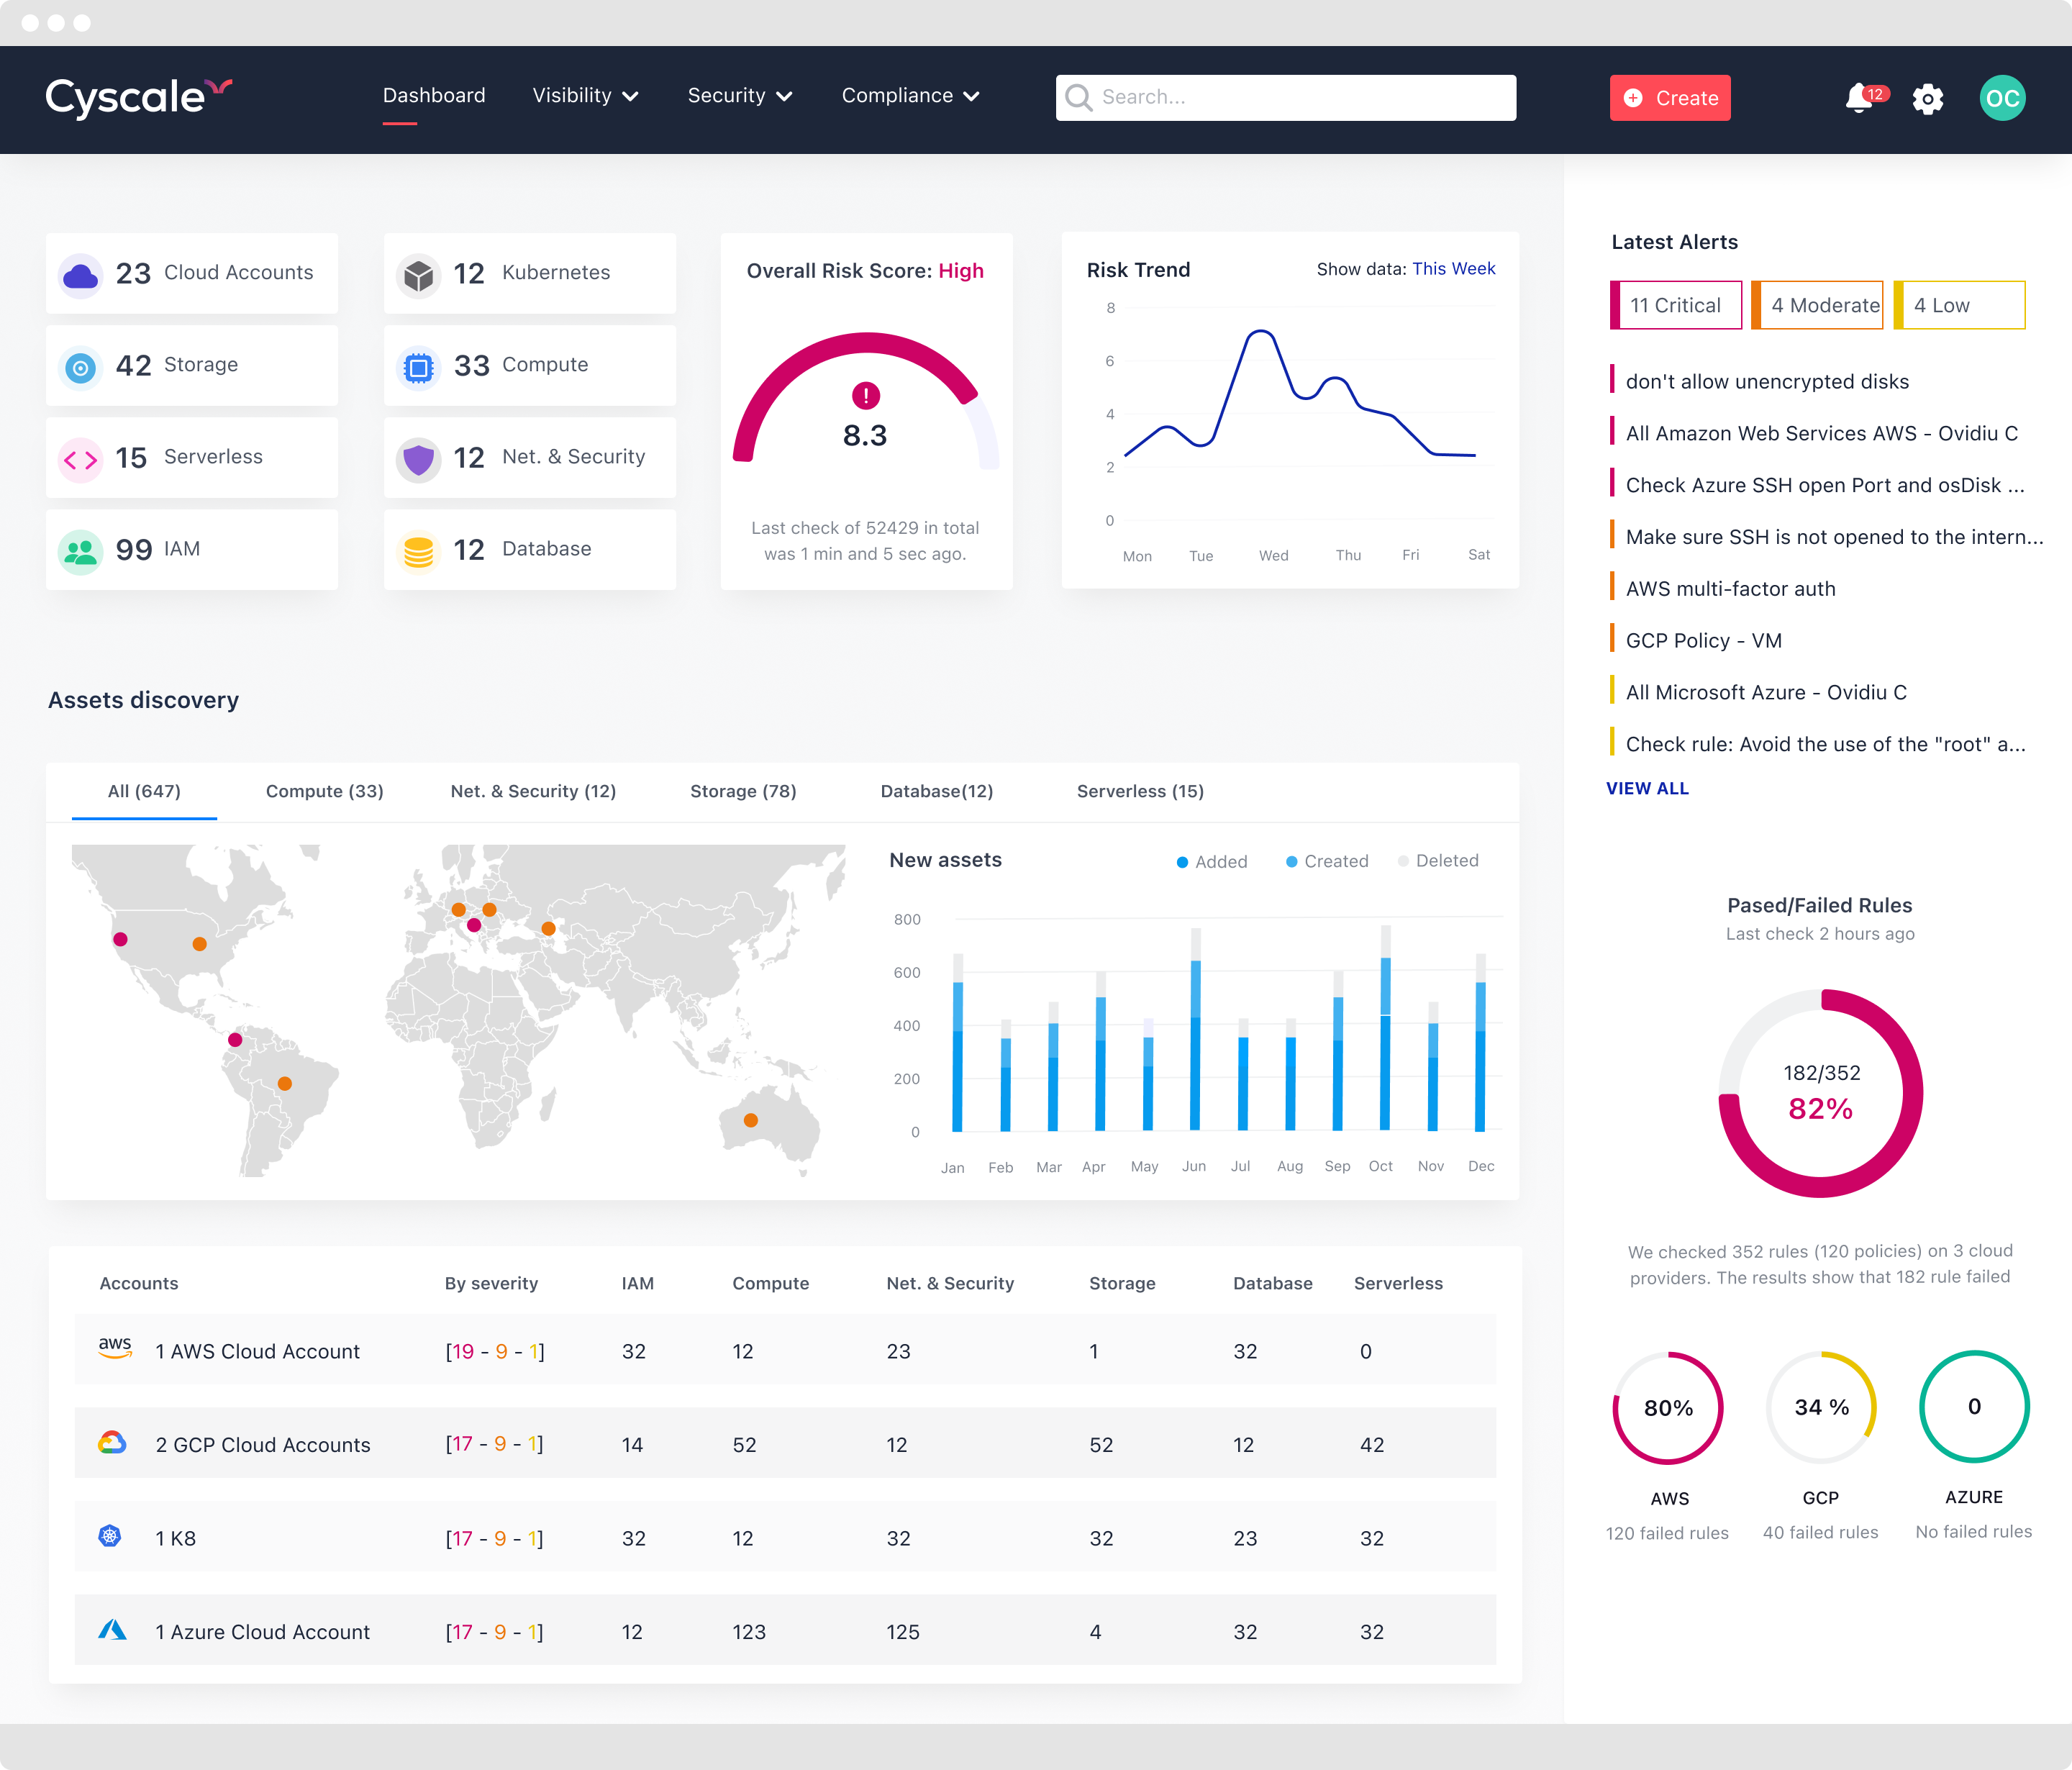 Cyscale
Dashboard
Visibility
Security
Compliance
Search...
Create
12
OC
23 Cloud Accounts
12 Kubernetes
42 Storage
33 Compute
15 Serverless
12 Net. & Security
99 IAM
12 Database
Overall Risk Score: High
!
8.3
Last check of 52429 in total
was 1 min and 5 sec ago.
Risk Trend
Show data: This Week
8
6
4
2
0
Mon Tue Wed Thu Fri Sat
Latest Alerts
11 Critical
4 Moderate
4 Low
don't allow unencrypted disks
All Amazon Web Services AWS - Ovidiu C
Check Azure SSH open Port and osDisk ...
Make sure SSH is not opened to the intern...
AWS multi-factor auth
GCP Policy - VM
All Microsoft Azure - Ovidiu C
Check rule: Avoid the use of the "root" a...
VIEW ALL
Assets discovery
All (647)
Compute (33)
Net. & Security (12)
Storage (78)
Database(12)
Serverless (15)
New assets
Added
Created
Deleted
800
600
400
200
0
Jan Feb Mar Apr May Jun Jul Aug Sep Oct Nov Dec
Pased/Failed Rules
Last check 2 hours ago
182/352
82%
We checked 352 rules (120 policies) on 3 cloud
providers. The results show that 182 rule failed
80%
34 %
0
AWS
GCP
AZURE
120 failed rules
40 failed rules
No failed rules
Accounts By severity IAM Compute Net. & Security Storage Database Serverless
aws 1 AWS Cloud Account [19 - 9 - 1] 32 12 23 1 32 0
2 GCP Cloud Accounts [17 - 9 - 1] 14 52 12 52 12 42
1 K8 [17 - 9 - 1] 32 12 32 32 23 32
1 Azure Cloud Account [17 - 9 - 1] 12 123 125 4 32 32